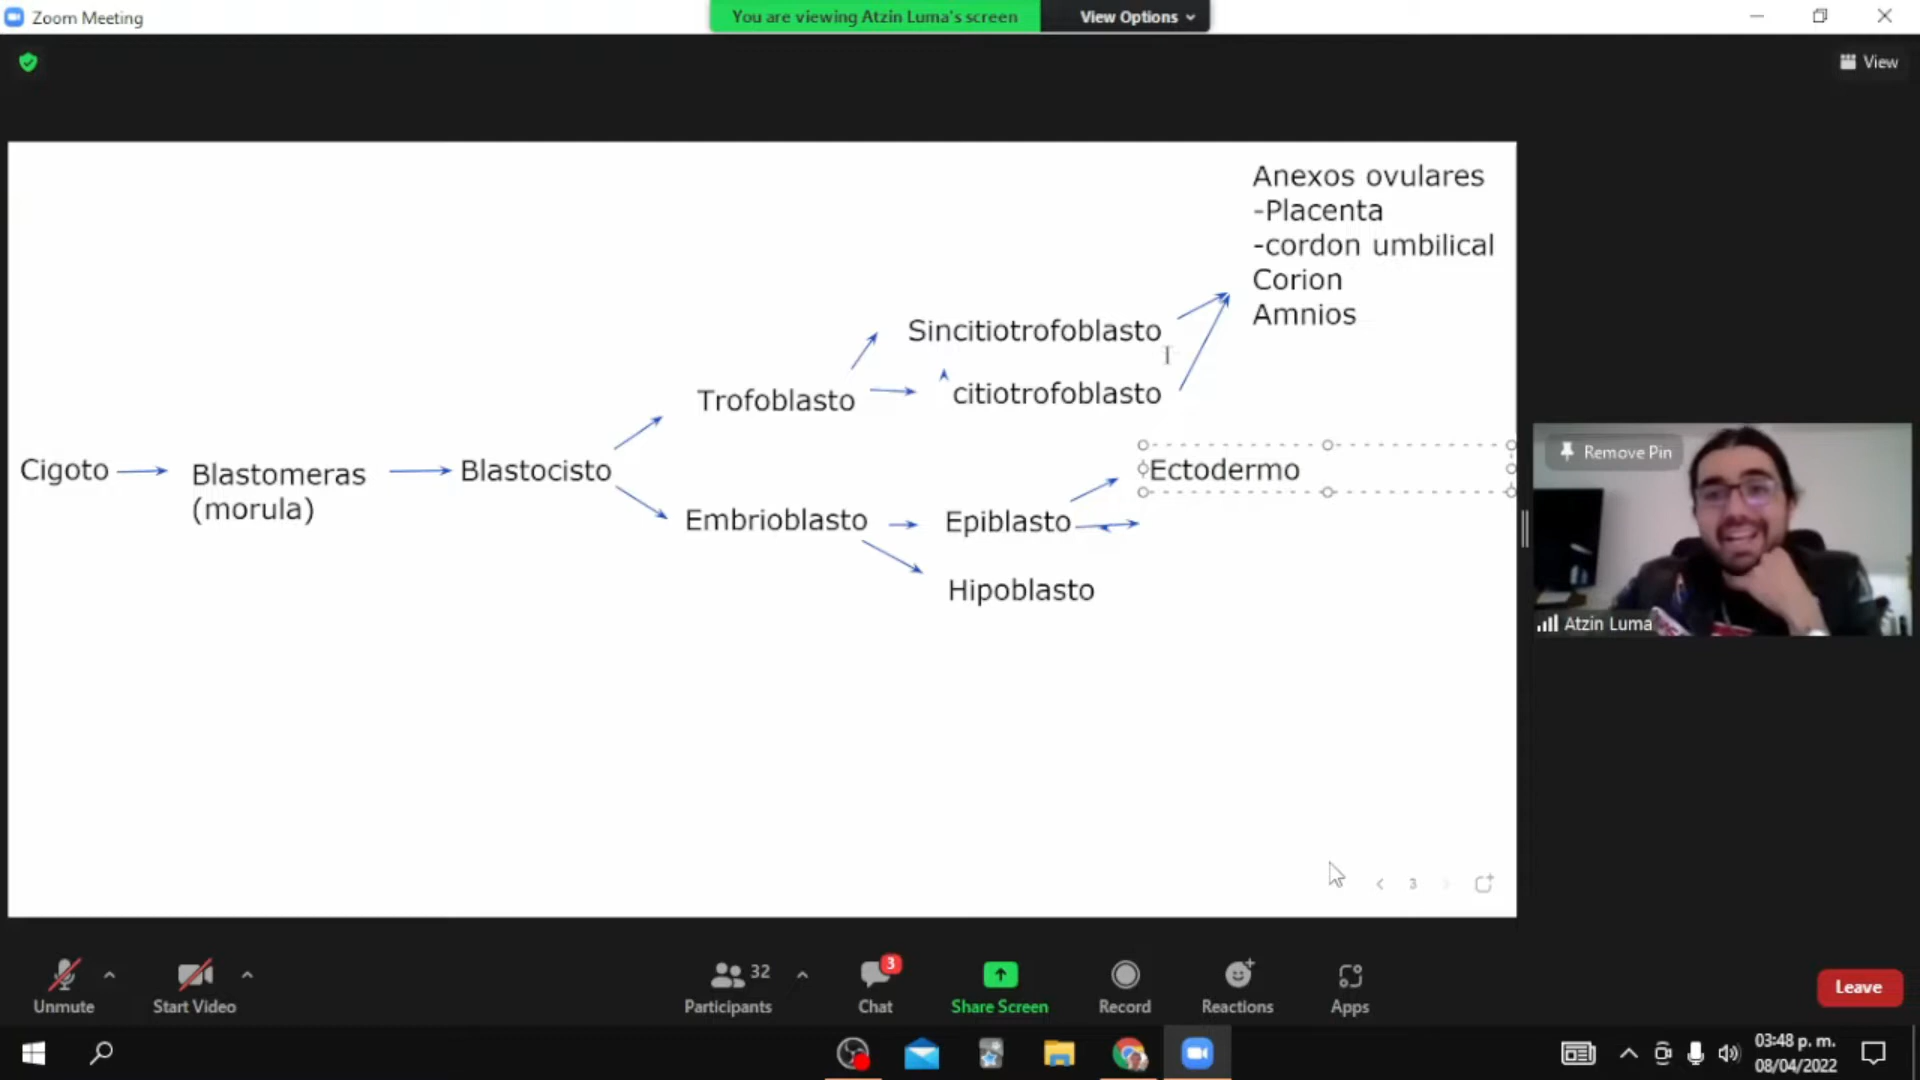 Zoom Meeting
You are viewing Atzin Luma's screen
View Options
View
Anexos ovulares
-Placenta
-cordon umbilical
Corion
Amnios
Sincitiotrofoblasto
Trofoblasto
citiotrofoblasto
Cigoto
Blastomeras
(morula)
Blastocisto
Ectodermo
Embrioblasto
Epiblasto
Hipoblasto
Remove Pin
Atzin Luma
3
Unmute
Start Video
32
Participants
3
Chat
Share Screen
Record
Reactions
Apps
Leave
03:48 p. m.
08/04/2022